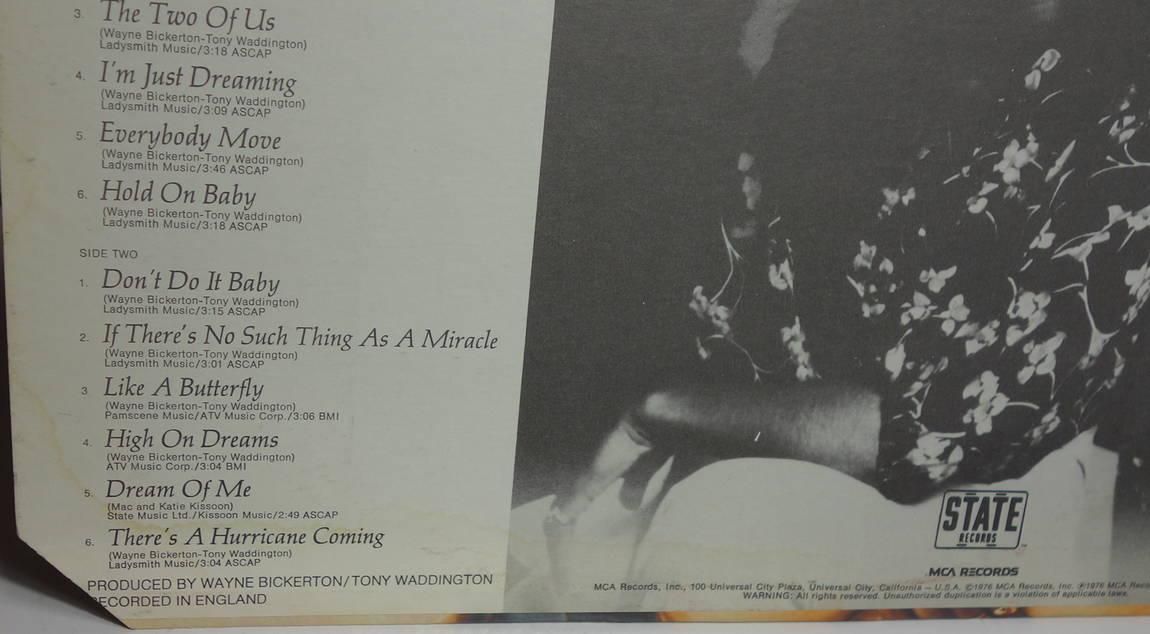 3. The Two Of Us
(Wayne Bickerton-Tony Waddington)
Ladysmith Music/3:18 ASCAP
4. I'm Just Dreaming
(Wayne Bickerton-Tony Waddington)
Ladysmith Music/3:09 ASCAP
5. Everybody Move
(Wayne Bickerton-Tony Waddington)
Ladysmith Music/3:46 ASCAP
6. Hold On Baby
(Wayne Bickerton-Tony Waddington)
Ladysmith Music/3:18 ASCAP
SIDE TWO
1. Don't Do It Baby
(Wayne Bickerton-Tony Waddington)
Ladysmith Music/3:15 ASCAP
2. If There's No Such Thing As A Miracle
(Wayne Bickerton-Tony Waddington)
Ladysmith Music/3:01 ASCAP
3 Like A Butterfly
(Wayne Bickerton-Tony Waddington)
Pamscene Music/ATV Music Corp./3:06 BMI
4. High On Dreams
(Wayne Bickerton-Tony Waddington)
ATV Music Corp./3:04 BMI
5. Dream Of Me
(Mac and Katie Kissoon)
State Music Ltd./Kissoon Music/2:49 ASCAP
6. There's A Hurricane Coming
(Wayne Bickerton-Tony Waddington)
Ladysmith Music/3:04 ASCAP
PRODUCED BY WAYNE BICKERTON/TONY WADDINGTON
RECORDED IN ENGLAND
STATE
RECORDS
MCA RECORDS
MCA Records, Inc., 100 Universal City Plaza, Universal City, California – U.S.A. ©1976 MCA Records, Inc. ℗1976 MCA Reco
WARNING: All rights reserved. Unauthorized duplication is a violation of applicable laws.